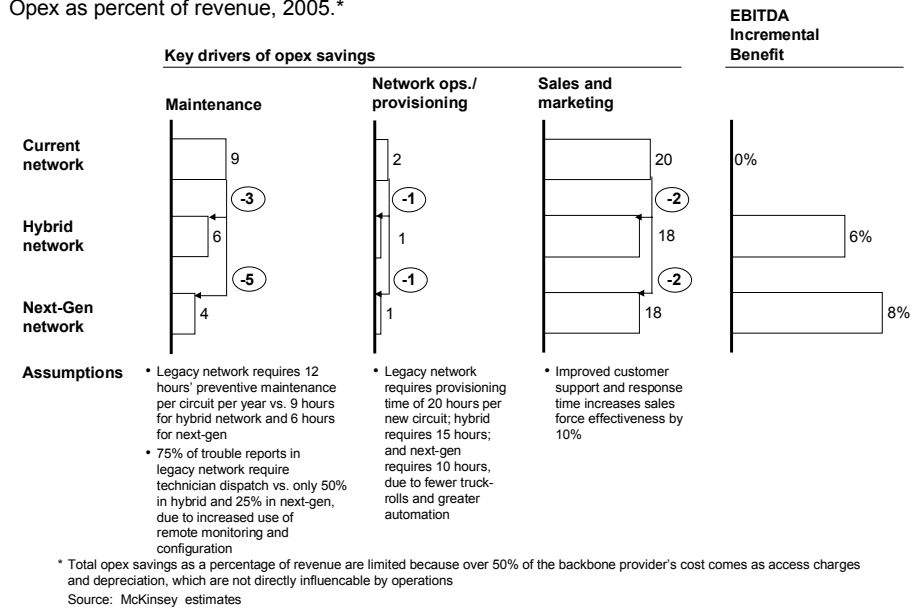 Opex as percent of revenue, 2005.*
EBITDA
Incremental
Benefit
Key drivers of opex savings
Maintenance
Network ops./
provisioning
Sales and
marketing
Current
network
9
2
20
0%
-3
-1
-2
Hybrid
network
6
1
18
6%
-5
-1
-2
Next-Gen
network
4
1
18
8%
Assumptions
• Legacy network requires 12
hours' preventive maintenance
per circuit per year vs. 9 hours
for hybrid network and 6 hours
for next-gen
• 75% of trouble reports in
legacy network require
technician dispatch vs. only 50%
in hybrid and 25% in next-gen,
due to increased use of
remote monitoring and
configuration
• Legacy network
requires provisioning
time of 20 hours per
new circuit; hybrid
requires 15 hours;
and next-gen
requires 10 hours,
due to fewer truck-
rolls and greater
automation
• Improved customer
support and response
time increases sales
force effectiveness by
10%
* Total opex savings as a percentage of revenue are limited because over 50% of the backbone provider's cost comes as access charges
and depreciation, which are not directly influencable by operations
Source: McKinsey estimates